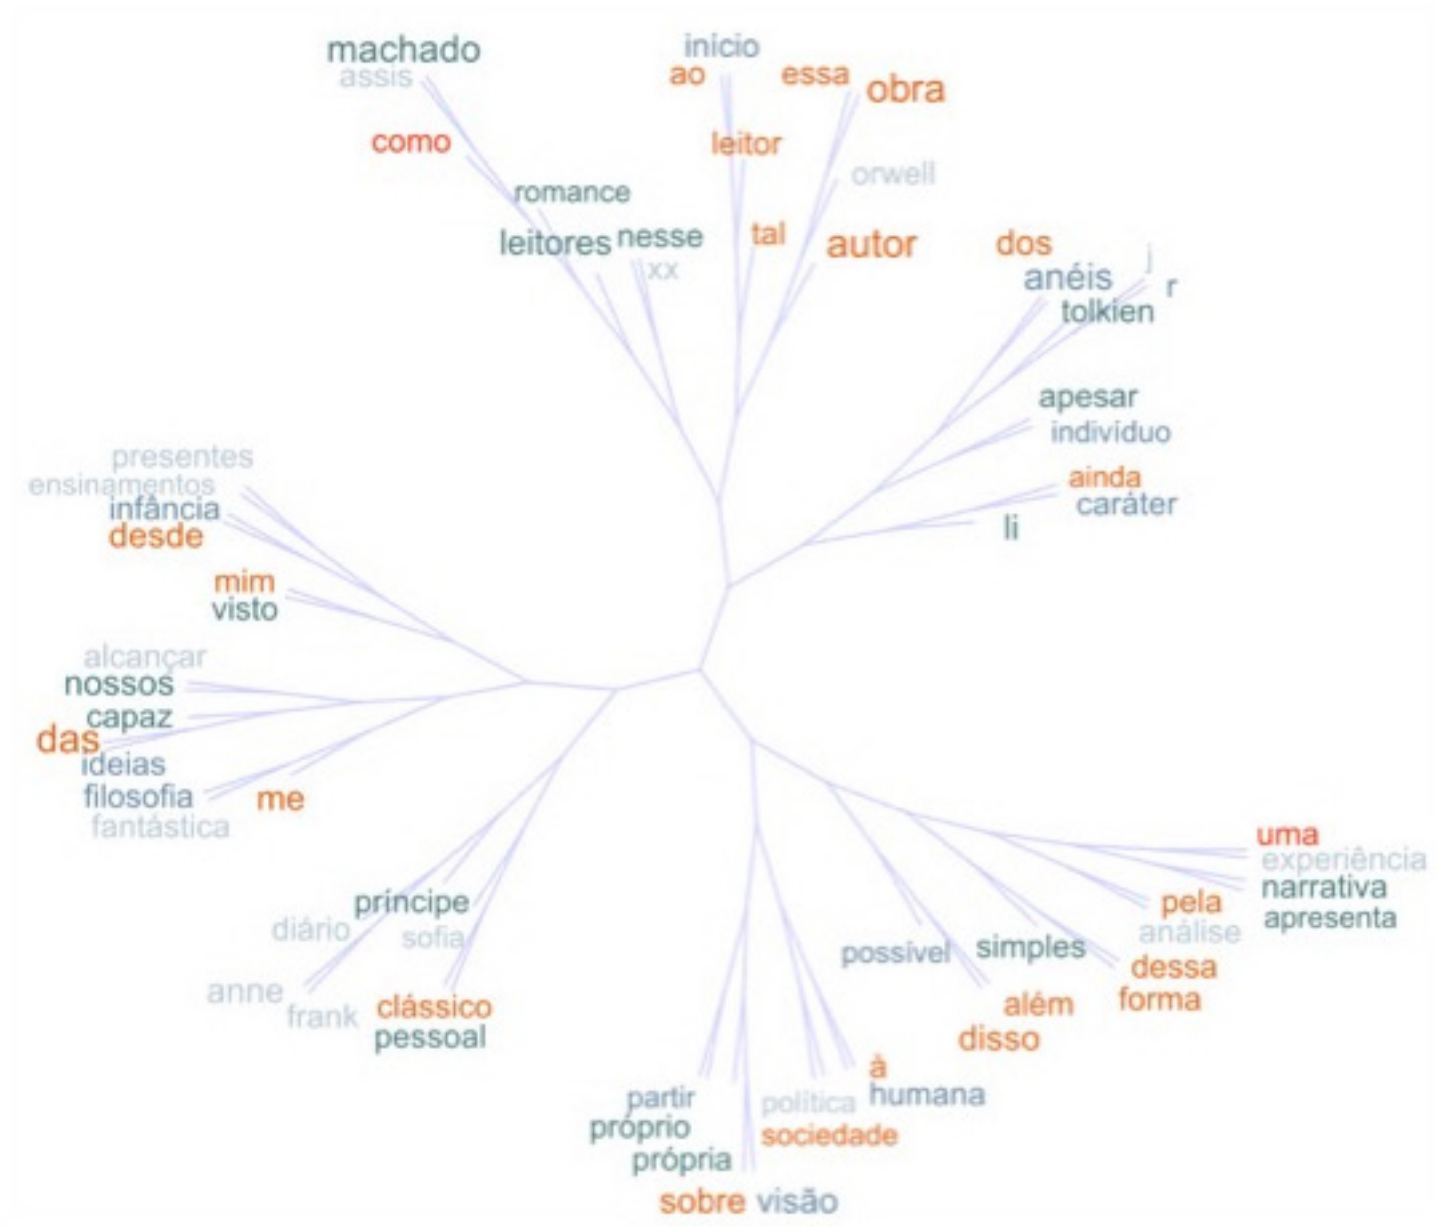 machado
assis
como
romance
leitores
nesse
xx
início
ao
leitor
tal
essa
obra
orwell
autor
dos
anéis
j
r
tolkien
apesar
indivíduo
ainda
caráter
li
presentes
ensinamentos
infância
desde
mim
visto
alcançar
nossos
capaz
das
ideias
filosofia
fantástica
me
príncipe
diário
sofia
anne
frank
clássico
pessoal
uma
experiência
narrativa
apresenta
pela
análise
dessa
forma
simples
possível
além
disso
à
humana
política
sociedade
partir
próprio
própria
sobre visão